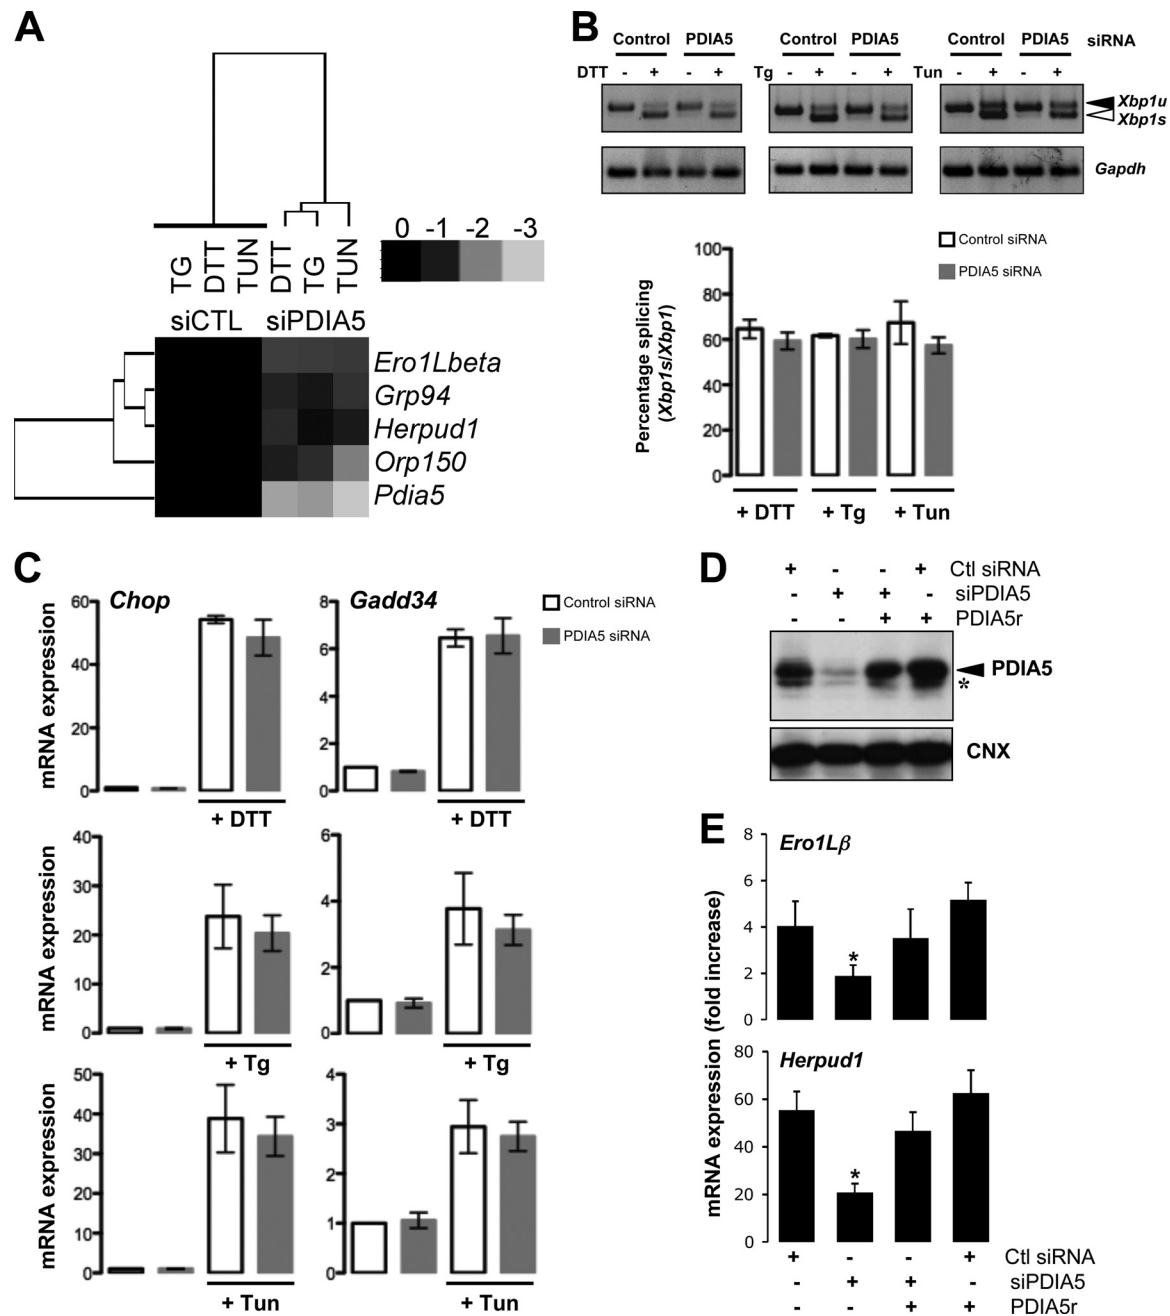 A
0 -1 -2 -3
TG DTT TUN DTT TG TUN
siCTL siPDIA5
Ero1Lbeta
Grp94
Herpud1
Orp150
Pdia5
B
Control PDIA5 Control PDIA5 Control PDIA5 siRNA
DTT - + - + Tg - + - + Tun - + - +
Xbp1u
Xbp1s
Gapdh
Percentage splicing
(Xbp1s/Xbp1)
100
80
60
40
20
0
Control siRNA
PDIA5 siRNA
+ DTT + Tg + Tun
C
mRNA expression
Chop
60
40
20
0
+ DTT
Gadd34
8
6
4
2
0
+ DTT
Control siRNA
PDIA5 siRNA
mRNA expression
40
30
20
10
0
+ Tg
6
4
2
0
+ Tg
mRNA expression
50
40
30
20
10
0
+ Tun
4
3
2
1
0
+ Tun
D
+ - - + Ctl siRNA
- + + - siPDIA5
- - + + PDIA5r
PDIA5
*
CNX
E
mRNA expression (fold increase)
Ero1Lβ
8
6
4
2
0
*
Herpud1
80
60
40
20
0
*
+ - - + Ctl siRNA
- + + - siPDIA5
- - + + PDIA5r